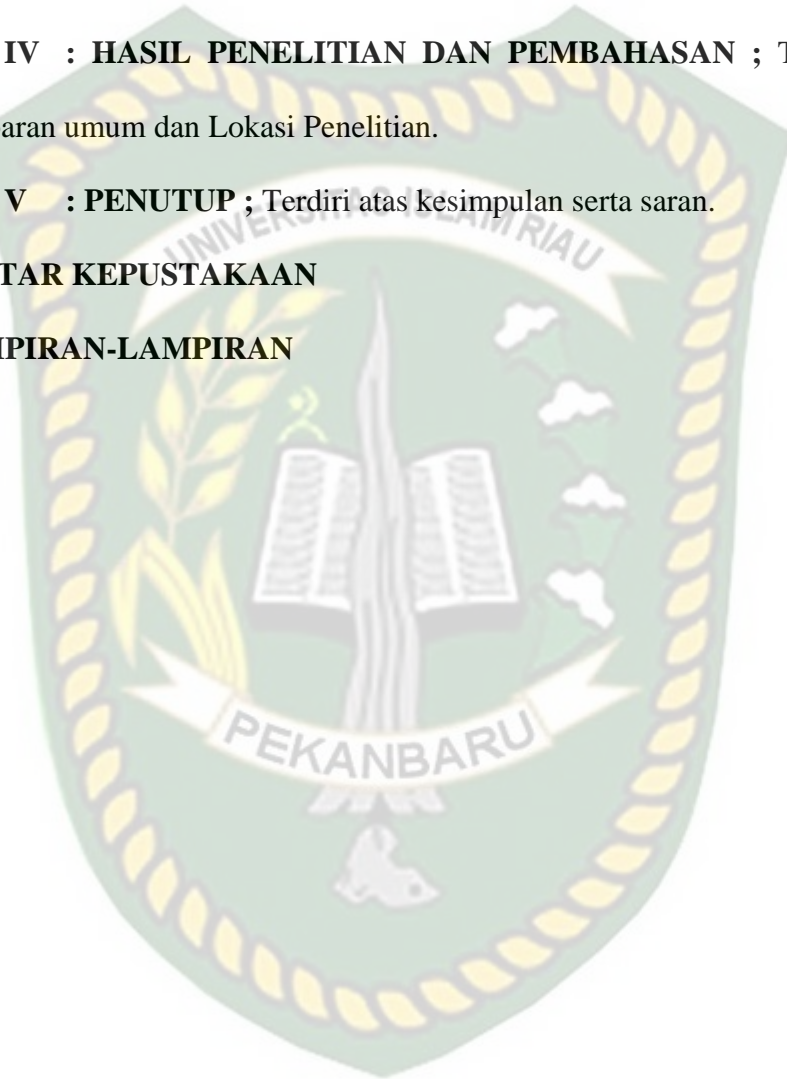 IV : HASIL PENELITIAN DAN PEMBAHASAN ; T
aran umum dan Lokasi Penelitian.
V : PENUTUP ; Terdiri atas kesimpulan serta saran.
UNIVERSITAS ISLAM RIAU
TAR KEPUSTAKAAN
MPIRAN-LAMPIRAN
PEKANBARU